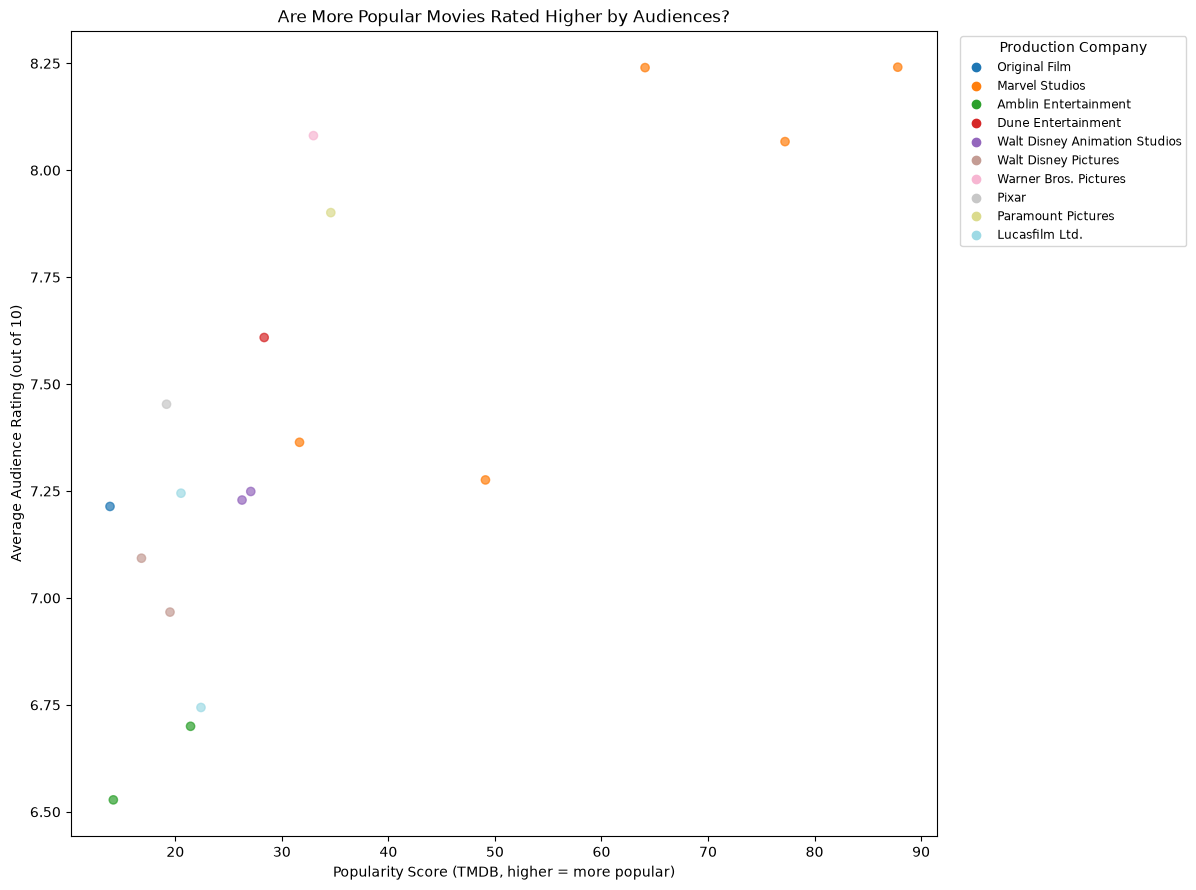 Are More Popular Movies Rated Higher by Audiences?
Average Audience Rating (out of 10)
8.25
8.00
7.75
7.50
7.25
7.00
6.75
6.50
20 30 40 50 60 70 80 90
Popularity Score (TMDB, higher = more popular)
Production Company
Original Film
Marvel Studios
Amblin Entertainment
Dune Entertainment
Walt Disney Animation Studios
Walt Disney Pictures
Warner Bros. Pictures
Pixar
Paramount Pictures
Lucasfilm Ltd.